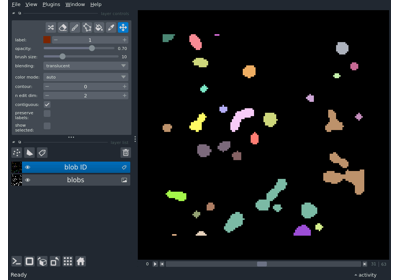 File View Plugins Window Help
label: 1
opacity: 0.70
brush size: 10
blending: translucent
color mode: auto
contour: 0
n edit dim: 2
contiguous:
preserve labels:
show selected:
blob ID
blobs
0
Ready
activity